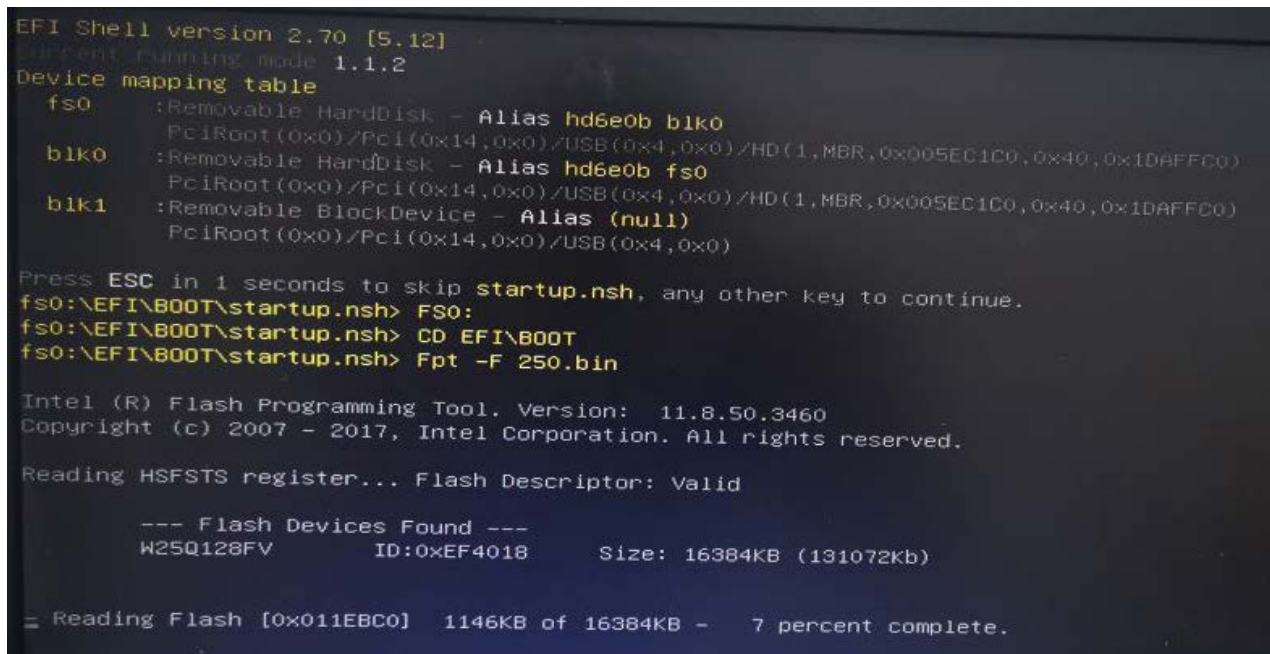 EFI Shell version 2.70 [5.12]
Current running mode 1.1.2
Device mapping table
fs0 :Removable HardDisk - Alias hd6e0b blk0
PciRoot(0x0)/Pci(0x14,0x0)/USB(0x4,0x0)/HD(1,MBR,0x005EC1C0,0x40,0x1DAFFC0)
blk0 :Removable HardDisk - Alias hd6e0b fs0
PciRoot(0x0)/Pci(0x14,0x0)/USB(0x4,0x0)/HD(1,MBR,0x005EC1C0,0x40,0x1DAFFC0)
blk1 :Removable BlockDevice - Alias (null)
PciRoot(0x0)/Pci(0x14,0x0)/USB(0x4,0x0)
Press ESC in 1 seconds to skip startup.nsh, any other key to continue.
fs0:\EFI\BOOT\startup.nsh> FS0:
fs0:\EFI\BOOT\startup.nsh> CD EFI\BOOT
fs0:\EFI\BOOT\startup.nsh> Fpt -F 250.bin
Intel (R) Flash Programming Tool. Version: 11.8.50.3460
Copyright (c) 2007 - 2017, Intel Corporation. All rights reserved.
Reading HSFSTS register... Flash Descriptor: Valid
--- Flash Devices Found ---
W25Q128FV ID:0xEF4018 Size: 16384KB (131072Kb)
- Reading Flash [0x011EBC0] 1146KB of 16384KB - 7 percent complete.